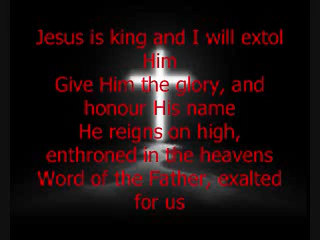 Jesus is king and I will extol
Him
Give Him the glory, and
honour His name
He reigns on high,
enthroned in the heavens
Word of the Father, exalted
for us